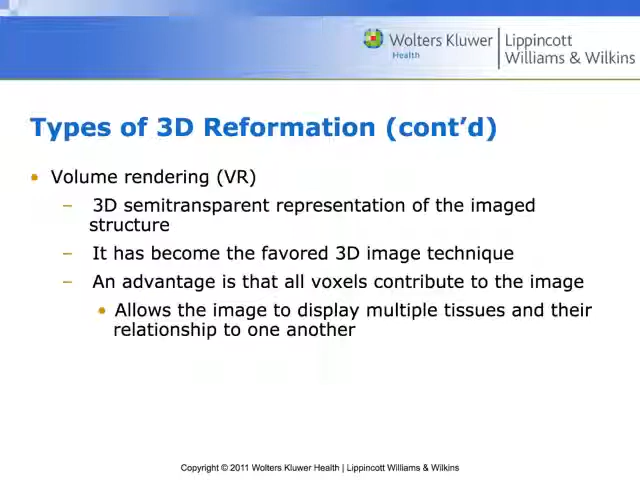 Wolters Kluwer
Health
Lippincott
Williams & Wilkins
Types of 3D Reformation (cont’d)
• Volume rendering (VR)
– 3D semitransparent representation of the imaged
structure
– It has become the favored 3D image technique
– An advantage is that all voxels contribute to the image
• Allows the image to display multiple tissues and their
relationship to one another
Copyright © 2011 Wolters Kluwer Health | Lippincott Williams & Wilkins